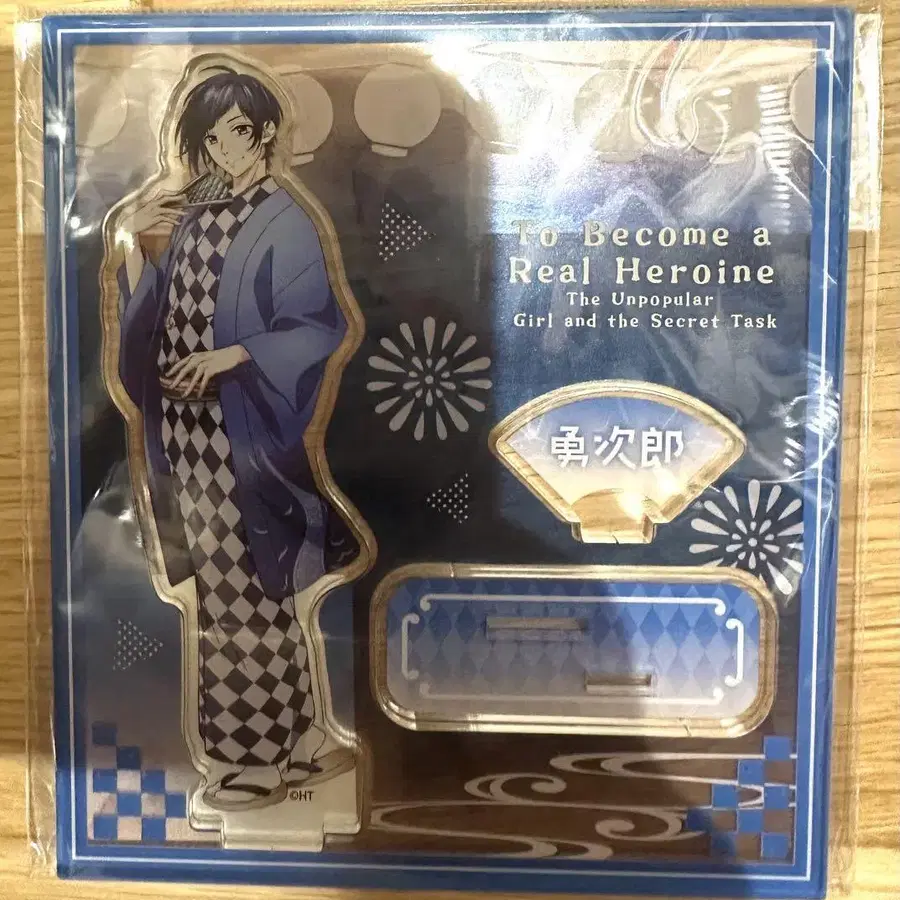 To Become a
Real Heroine
The Unpopular
Girl and the Secret Task
勇次郎
©HT